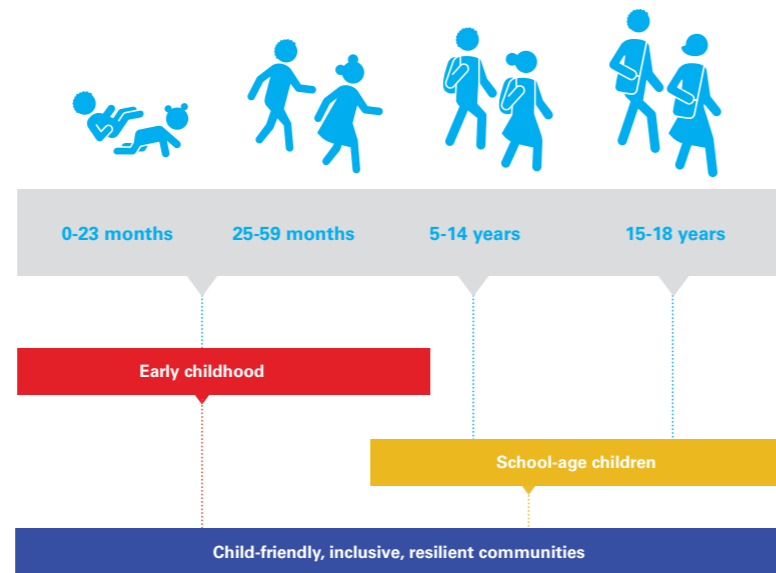 0-23 months 25-59 months 5-14 years 15-18 years
Early childhood
School-age children
Child-friendly, inclusive, resilient communities